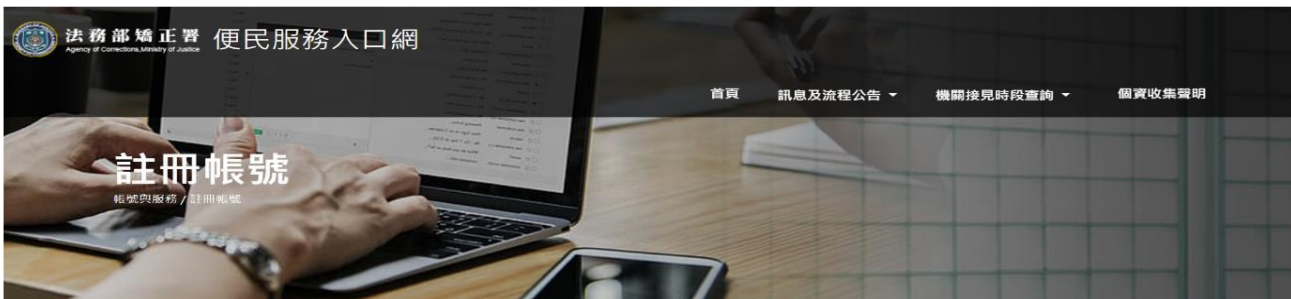 法務部矯正署 便民服務入口網
Agency of Corrections,Ministry of Justice
首頁 訊息及流程公告 機關接見時段查詢 個資收集聲明
註冊帳號
帳號與服務 / 註冊帳號